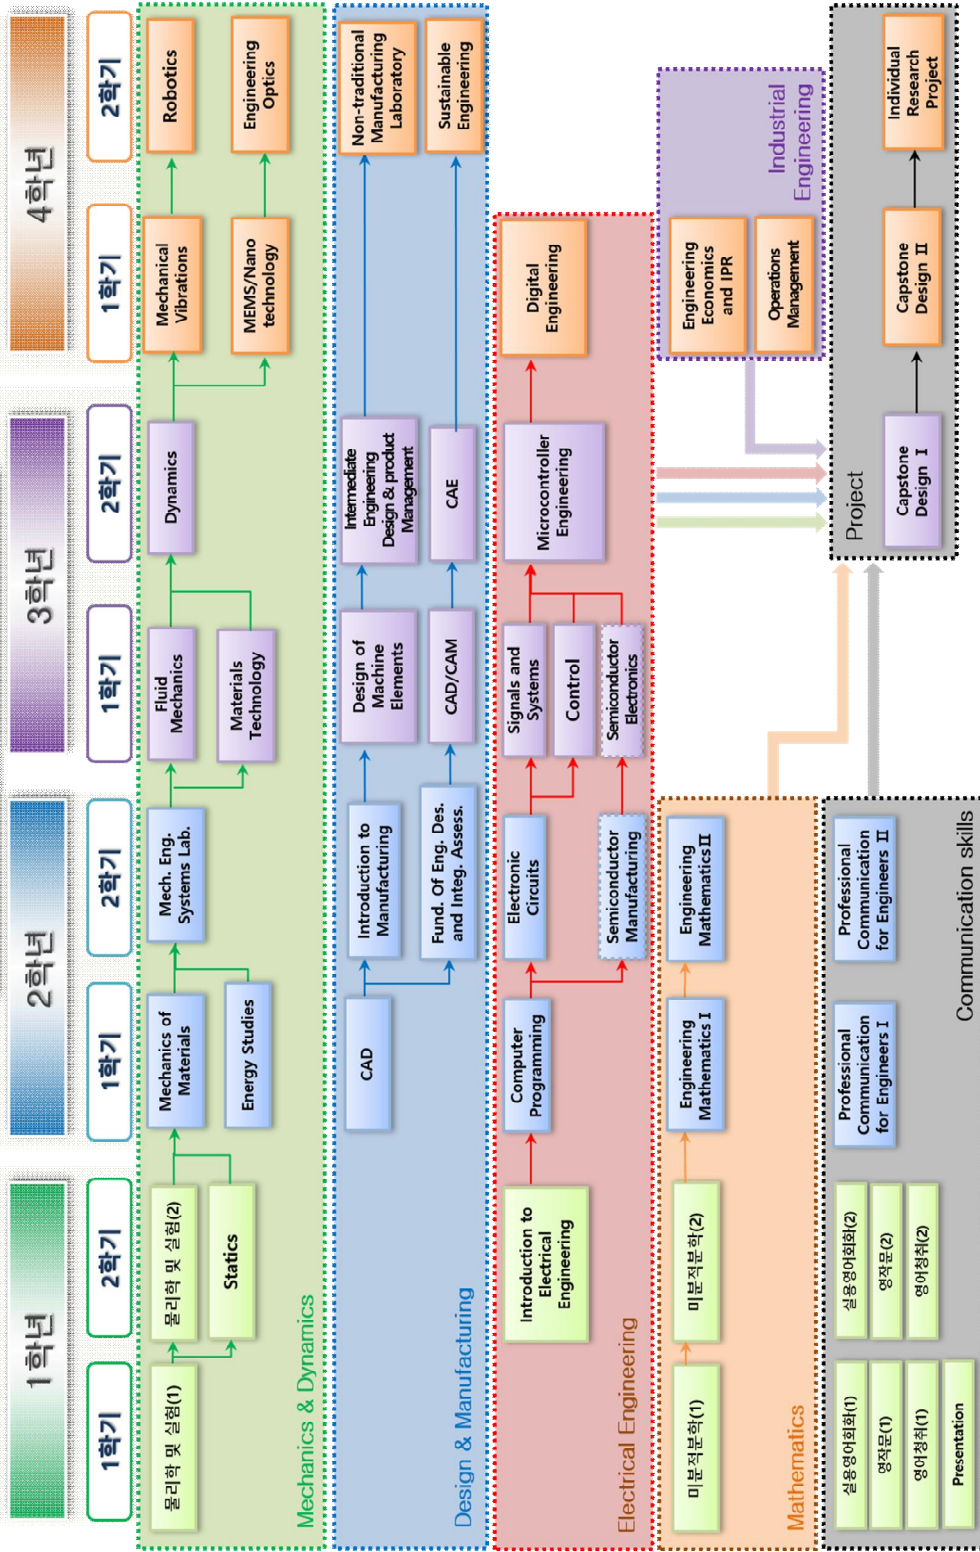 1학년
2학년
3학년
4학년
1학기
2학기
1학기
2학기
1학기
2학기
1학기
2학기
물리학 및 실험(1)
물리학 및 실험(2)
Statics
Mechanics of
Materials
Energy Studies
Mech. Eng.
Systems Lab.
Fluid
Mechanics
Materials
Technology
Dynamics
Mechanical
Vibrations
MEMS/Nano
technology
Robotics
Engineering
Optics
Mechanics & Dynamics
CAD
Introduction to
Manufacturing
Fund. Of Eng. Des.
and Integ. Assess.
Design of
Machine
Elements
CAD/CAM
Intermediate
Engineering
Design & product
Management
CAE
Non-traditional
Manufacturing
Laboratory
Sustainable
Engineering
Design & Manufacturing
Introduction to
Electrical
Engineering
Computer
Programming
Electronic
Circuits
Semiconductor
Manufacturing
Signals and
Systems
Control
Semiconductor
Electronics
Microcontroller
Engineering
Digital
Engineering
Electrical Engineering
미분적분학(1)
미분적분학(2)
Engineering
Mathematics I
Engineering
Mathematics II
Mathematics
Engineering
Economics
and IPR
Operations
Management
Industrial
Engineering
실용영어회화(1)
영작문(1)
영어청취(1)
Presentation
실용영어회화(2)
영작문(2)
영어청취(2)
Professional
Communication
for Engineers I
Professional
Communication
for Engineers II
Communication skills
Project
Capstone
Design I
Capstone
Design II
Individual
Research
Project